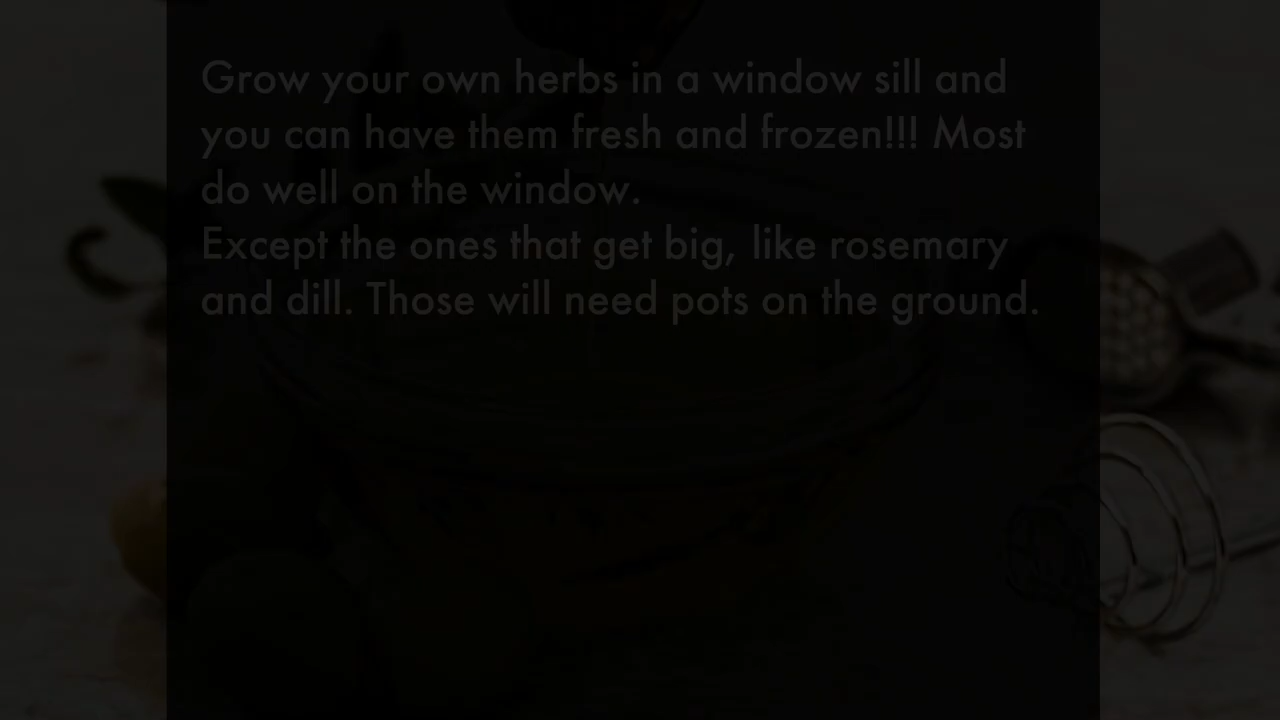 Grow your own herbs in a window sill and
you can have them fresh and frozen!!! Most
do well on the window.
Except the ones that get big, like rosemary
and dill. Those will need pots on the ground.